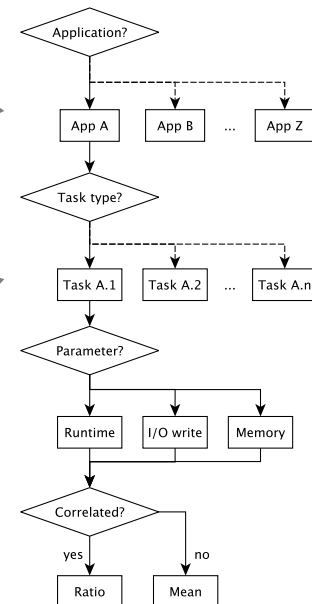 Application?
App A
App B
...
App Z
Task type?
Task A.1
Task A.2
...
Task A.n
Parameter?
Runtime
I/O write
Memory
Correlated?
yes
no
Ratio
Mean